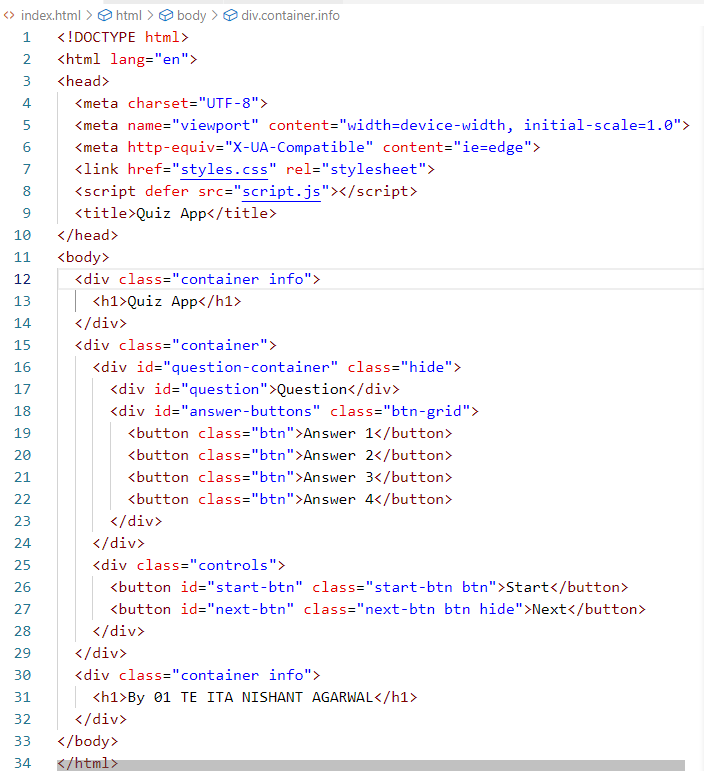 index.html > html > body > div.container.info
1 <!DOCTYPE html>
2 <html lang="en">
3 <head>
4   <meta charset="UTF-8">
5   <meta name="viewport" content="width=device-width, initial-scale=1.0">
6   <meta http-equiv="X-UA-Compatible" content="ie=edge">
7   <link href="styles.css" rel="stylesheet">
8   <script defer src="script.js"></script>
9   <title>Quiz App</title>
10 </head>
11 <body>
12   <div class="container info">
13     <h1>Quiz App</h1>
14   </div>
15   <div class="container">
16     <div id="question-container" class="hide">
17       <div id="question">Question</div>
18       <div id="answer-buttons" class="btn-grid">
19         <button class="btn">Answer 1</button>
20         <button class="btn">Answer 2</button>
21         <button class="btn">Answer 3</button>
22         <button class="btn">Answer 4</button>
23       </div>
24     </div>
25     <div class="controls">
26       <button id="start-btn" class="start-btn btn">Start</button>
27       <button id="next-btn" class="next-btn btn hide">Next</button>
28     </div>
29   </div>
30   <div class="container info">
31     <h1>By 01 TE ITA NISHANT AGARWAL</h1>
32   </div>
33 </body>
34 </html>